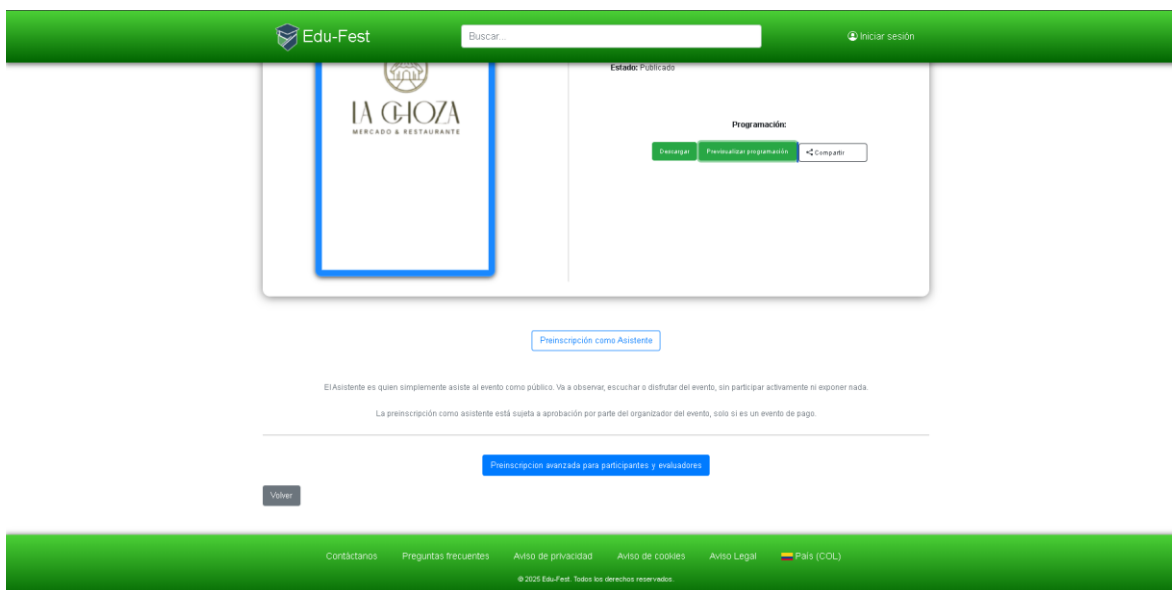 Edu-Fest
Buscar...
Iniciar sesión
LA CHOZA
MERCADO & RESTAURANTE
Estado: Publicado
Programación:
Descargar
Previsualizar programación
Compartir
Preinscripción como Asistente
El Asistente es quien simplemente asiste al evento como público. Va a observar, escuchar o disfrutar del evento, sin participar activamente ni exponer nada.
La preinscripción como asistente está sujeta a aprobación por parte del organizador del evento, solo si es un evento de pago.
Preinscripcion avanzada para participantes y evaluadores
Volver
Contáctanos
Preguntas frecuentes
Aviso de privacidad
Aviso de cookies
Aviso Legal
País (COL)
© 2025 Edu-Fest. Todos los derechos reservados.